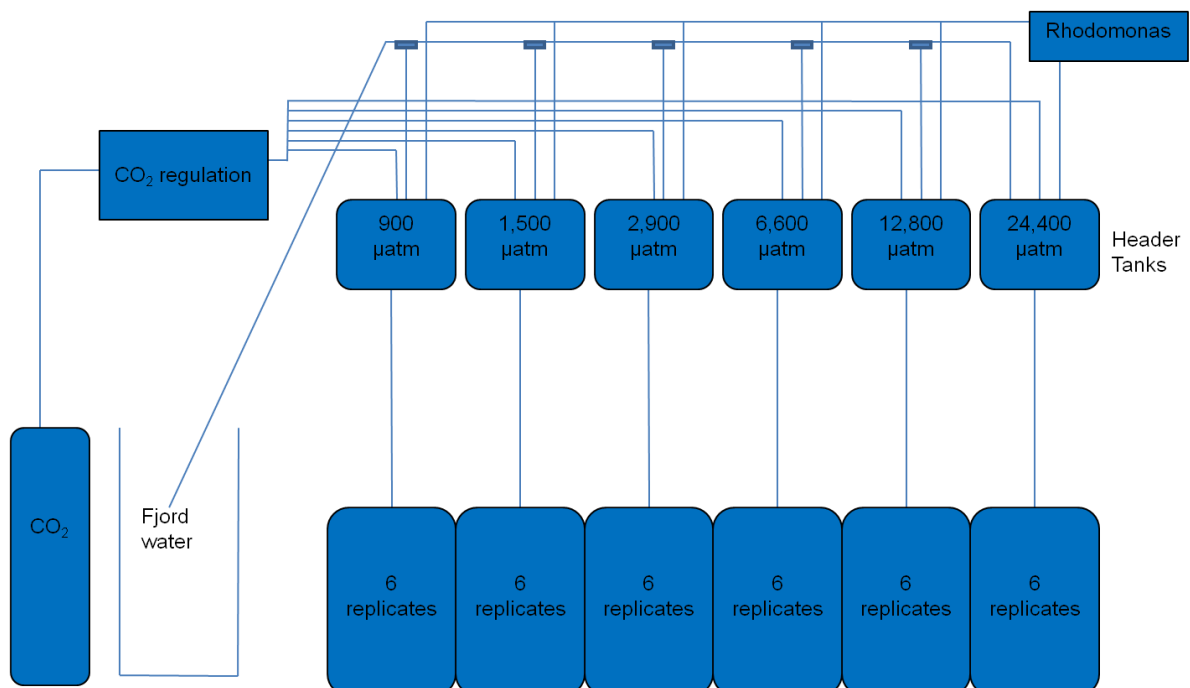 Rhodomonas
CO₂ regulation
900
µatm
1,500
µatm
2,900
µatm
6,600
µatm
12,800
µatm
24,400
µatm
Header
Tanks
CO₂
Fjord
water
6
replicates
6
replicates
6
replicates
6
replicates
6
replicates
6
replicates